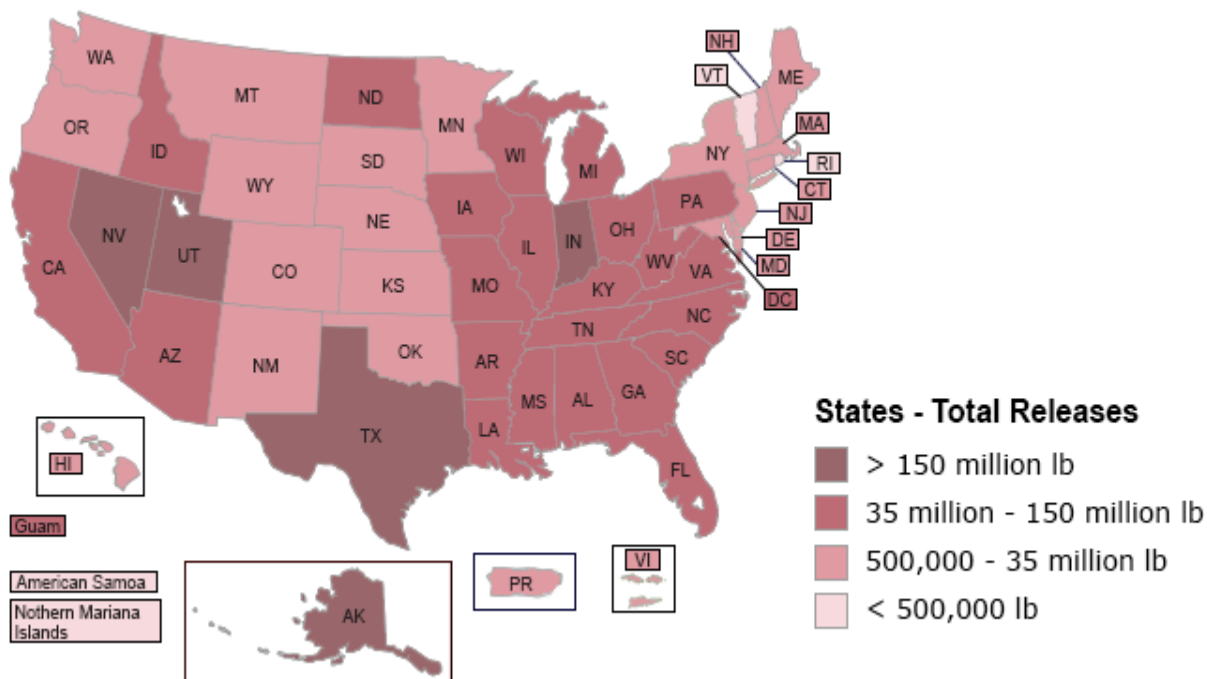 WA
MT
ND
MN
OR
ID
SD
WY
WI
MI
NY
ME
NH
VT
MA
RI
CT
NJ
DE
MD
DC
NV
UT
CA
CO
NE
KS
IA
IL
IN
OH
PA
WV
VA
KY
MO
AZ
NM
OK
AR
TN
NC
SC
TX
LA
MS
AL
GA
FL
HI
Guam
American Samoa
Nothern Mariana
Islands
AK
PR
VI
States - Total Releases
> 150 million lb
35 million - 150 million lb
500,000 - 35 million lb
< 500,000 lb